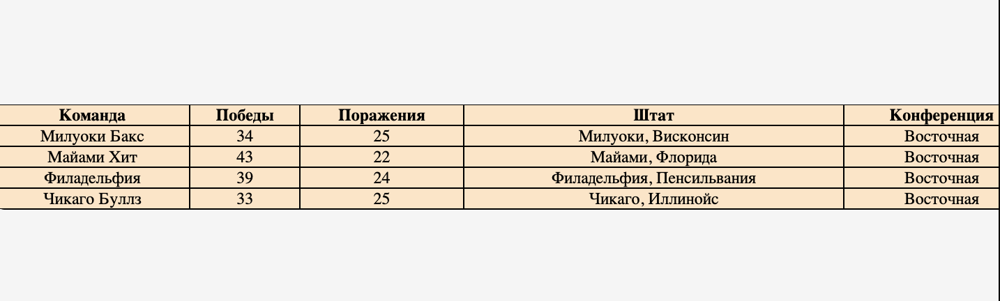 Команда Победы Поражения Штат Конференция
Милуоки Бакс 34 25 Милуоки, Висконсин Восточная
Майами Хит 43 22 Майами, Флорида Восточная
Филадельфия 39 24 Филадельфия, Пенсильвания Восточная
Чикаго Буллз 33 25 Чикаго, Иллинойс Восточная